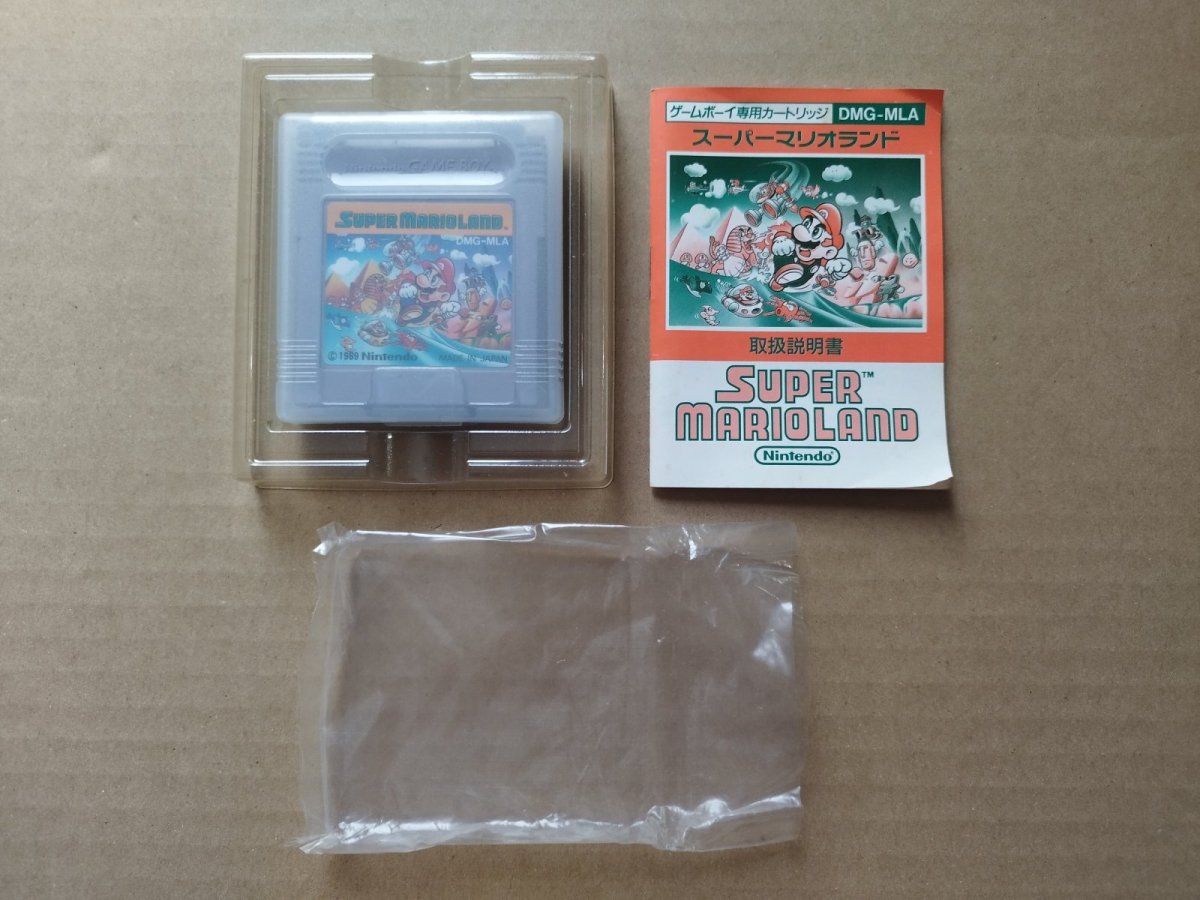 Nintendo GAME BOY
SUPER MARIOLAND™
DMG-MLA
©1989 Nintendo
MADE IN JAPAN
ゲームボーイ専用カートリッジ DMG-MLA
スーパーマリオランド
取扱説明書
SUPER™
MARIOLAND
Nintendo